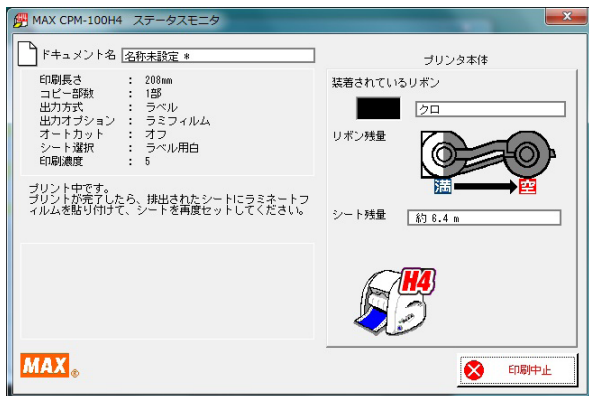 MAX CPM-100H4 ステータスモニタ
ドキュメント名 名称未設定 *
印刷長さ : 208mm
コピー部数 : 1部
出力方式 : ラベル
出力オプション : ラミフィルム
オートカット : オフ
シート選択 : ラベル用白
印刷濃度 : 5
プリント中です。
プリントが完了したら、排出されたシートにラミネートフ
ィルムを貼り付けて、シートを再度セットしてください。
プリンタ本体
装着されているリボン
クロ
リボン残量
満 空
シート残量 約 6.4 m
H4
MAX®
印刷中止